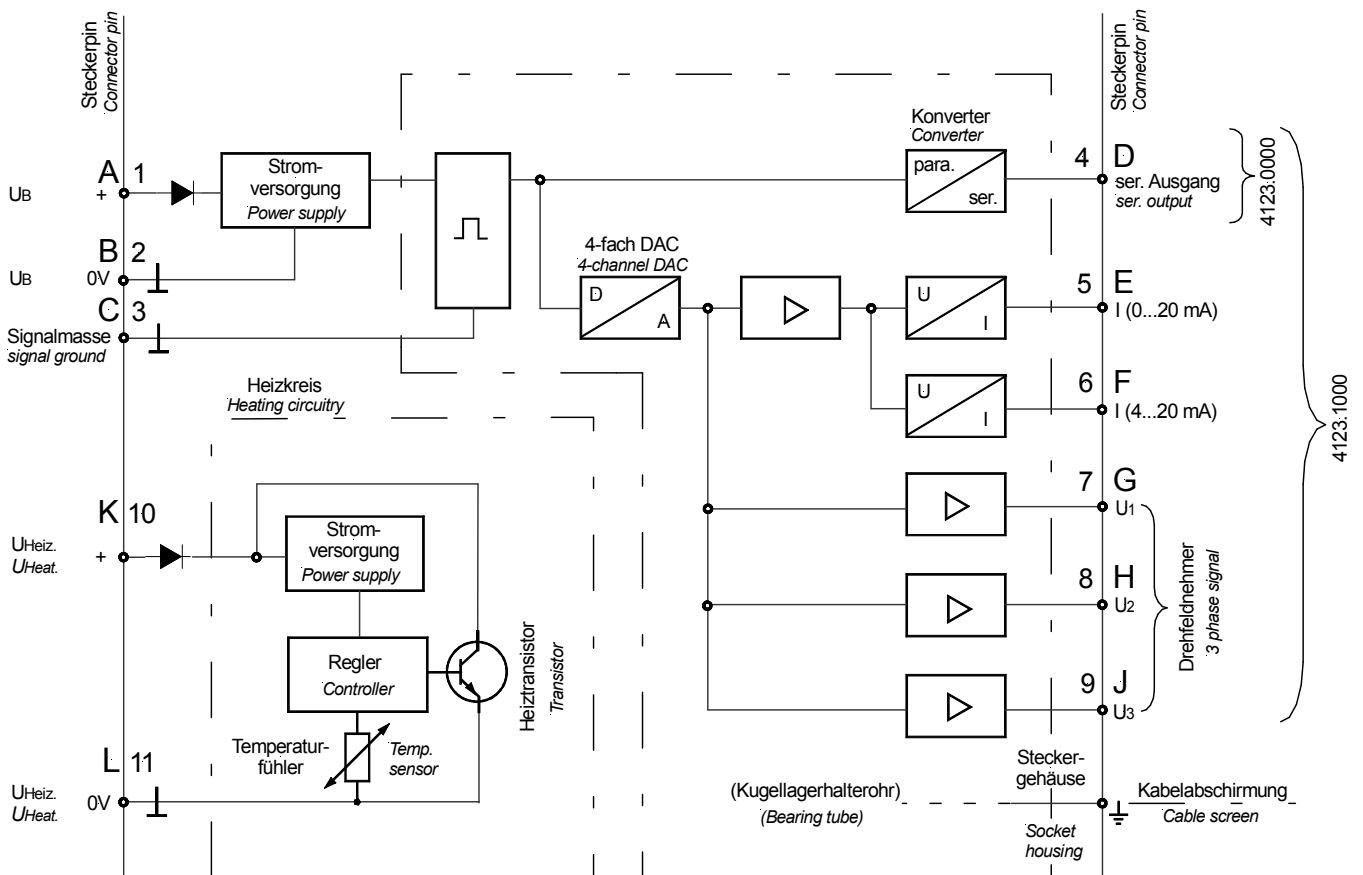 Steckerpin
Connector pin
A 1
UB
+
Strom-
versorgung
Power supply
B 2
UB
0V
C 3
Signalmasse
signal ground
4-fach DAC
4-channel DAC
D
A
Konverter
Converter
para.
ser.
U
I
U
I
Steckerpin
Connector pin
4 D
ser. Ausgang
ser. output
5 E
I (0...20 mA)
6 F
I (4...20 mA)
7 G
U1
8 H
U2
9 J
U3
Drehfeldnehmer
3 phase signal
4123.0000
4123.1000
Heizkreis
Heating circuitry
K 10
UHeiz.
UHeat.
+
Strom-
versorgung
Power supply
Regler
Controller
Heiztransistor
Transistor
Temperatur-
fühler
Temp.
sensor
L 11
UHeiz.
UHeat.
0V
(Kugellagerhalterohr)
(Bearing tube)
Stecker-
gehäuse
Socket
housing
Kabelabschirmung
Cable screen